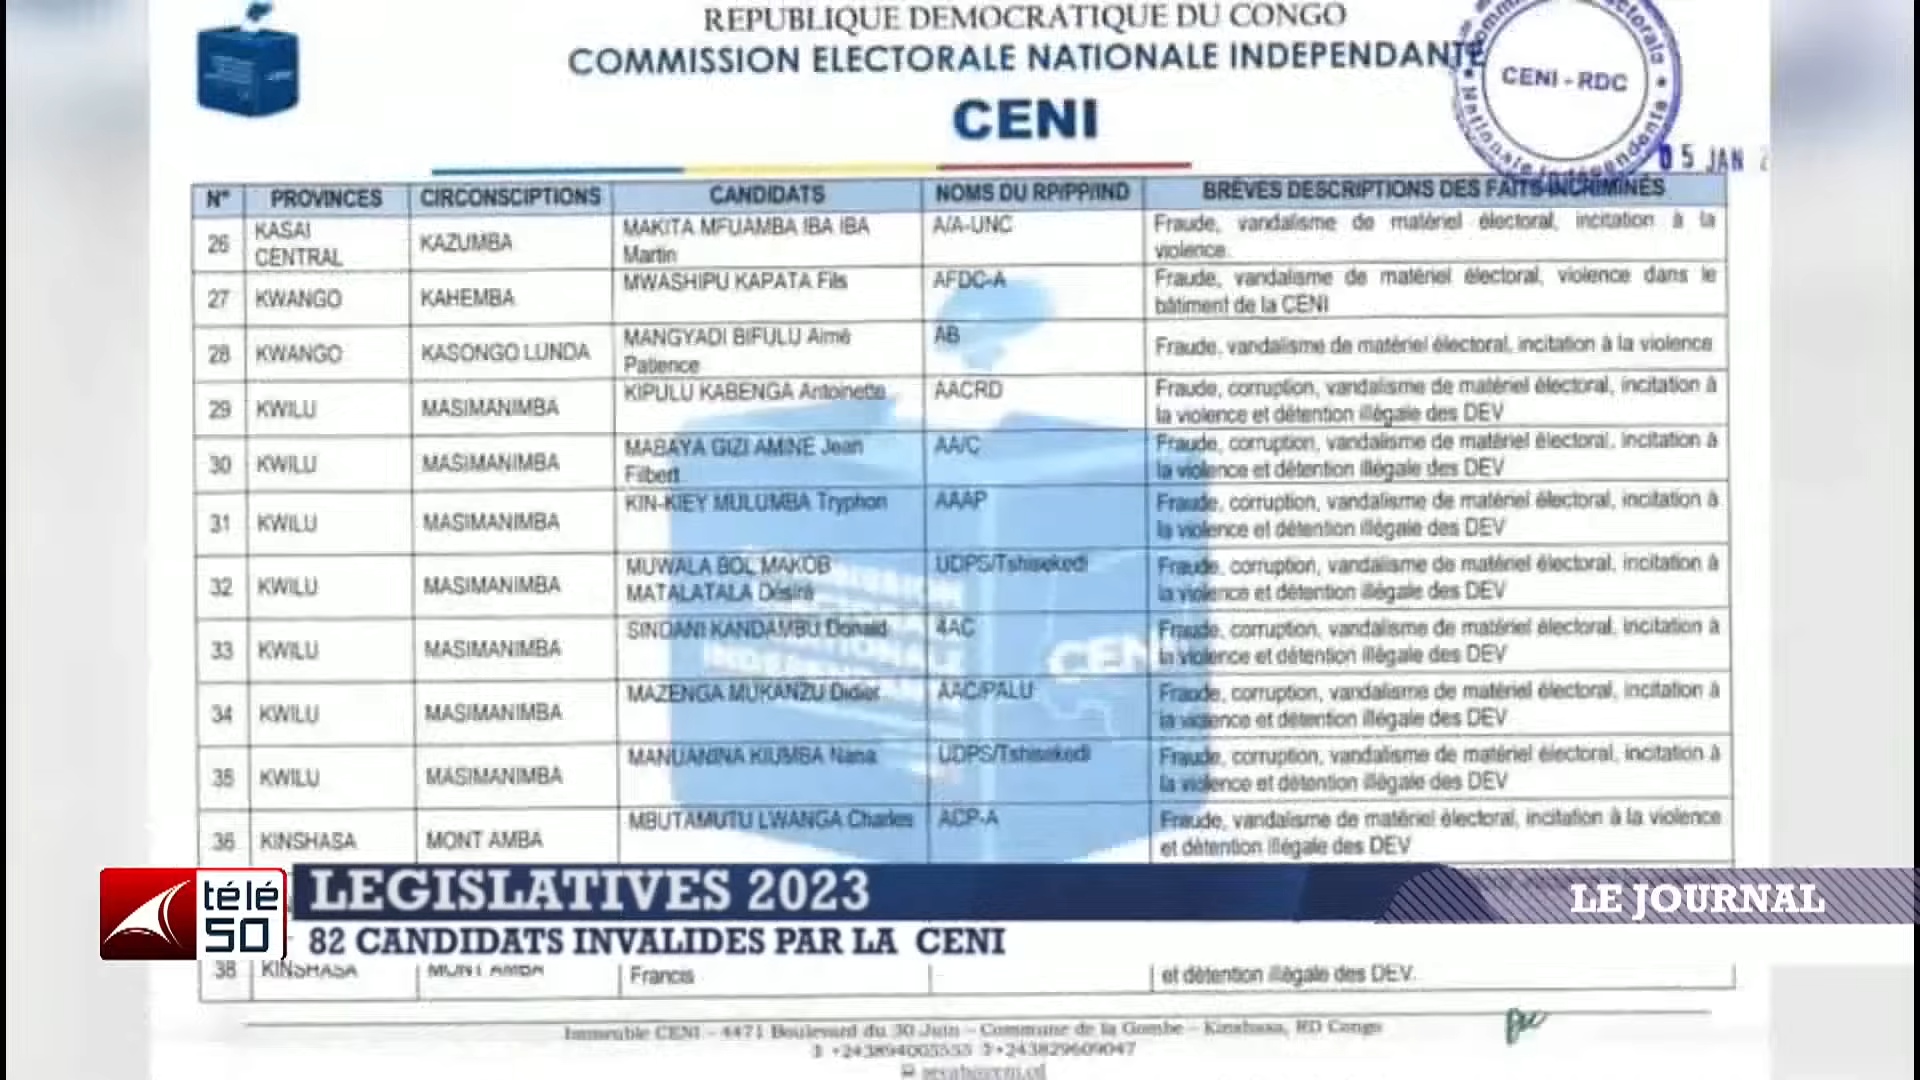 REPUBLIQUE DEMOCRATIQUE DU CONGO
COMMISSION ELECTORALE NATIONALE INDEPENDANTE
CENI
CENI - RDC
Nationale Indépendante
05 JAN
N° PROVINCES CIRCONSCIPTIONS CANDIDATS NOMS DU RP/PP/IND BRÈVES DESCRIPTIONS DES FAITS INCRIMINÉS
26 KASAI CENTRAL KAZUMBA MAKITA MFUAMBA IBA IBA Martin A/A-UNC Fraude, vandalisme de matériel électoral, incitation à la violence.
27 KWANGO KAHEMBA MWASHIPU KAPATA Fils AFDC-A Fraude, vandalisme de matériel électoral, violence dans le bâtiment de la CENI
28 KWANGO KASONGO LUNDA MANGYADI BIFULU Aimé Patience AB Fraude, vandalisme de matériel électoral, incitation à la violence
29 KWILU MASIMANIMBA KIPULU KABENGA Antoinette AACRD Fraude, corruption, vandalisme de matériel électoral, incitation à la violence et détention illégale des DEV
30 KWILU MASIMANIMBA MABAYA GIZI AMINE Jean Filbert AA/C Fraude, corruption, vandalisme de matériel électoral, incitation à la violence et détention illégale des DEV
31 KWILU MASIMANIMBA KIN-KIEY MULUMBA Tryphon AAAP Fraude, corruption, vandalisme de matériel électoral, incitation à la violence et détention illégale des DEV
32 KWILU MASIMANIMBA MUWALA BOL MAKOB MATALATALA Désiré UDPS/Tshisekedi Fraude, corruption, vandalisme de matériel électoral, incitation à la violence et détention illégale des DEV
33 KWILU MASIMANIMBA SINDANI KANDAMBU Donald 4AC Fraude, corruption, vandalisme de matériel électoral, incitation à la violence et détention illégale des DEV
34 KWILU MASIMANIMBA MAZENGA MUKANZU Didier AAC/PALU Fraude, corruption, vandalisme de matériel électoral, incitation à la violence et détention illégale des DEV
35 KWILU MASIMANIMBA MANUANINA KIUMBA Nana UDPS/Tshisekedi Fraude, corruption, vandalisme de matériel électoral, incitation à la violence et détention illégale des DEV
36 KINSHASA MONT AMBA MBUTAMUTU LWANGA Charles ACP-A Fraude, vandalisme de matériel électoral, incitation à la violence et détention illégale des DEV
télé 50
LEGISLATIVES 2023
LE JOURNAL
82 CANDIDATS INVALIDES PAR LA CENI
38 KINSHASA MONT AMBA Francis et détention illégale des DEV.
Immeuble CENI - 4471 Boulevard du 30 Juin - Commune de la Gombe - Kinshasa, RD Congo